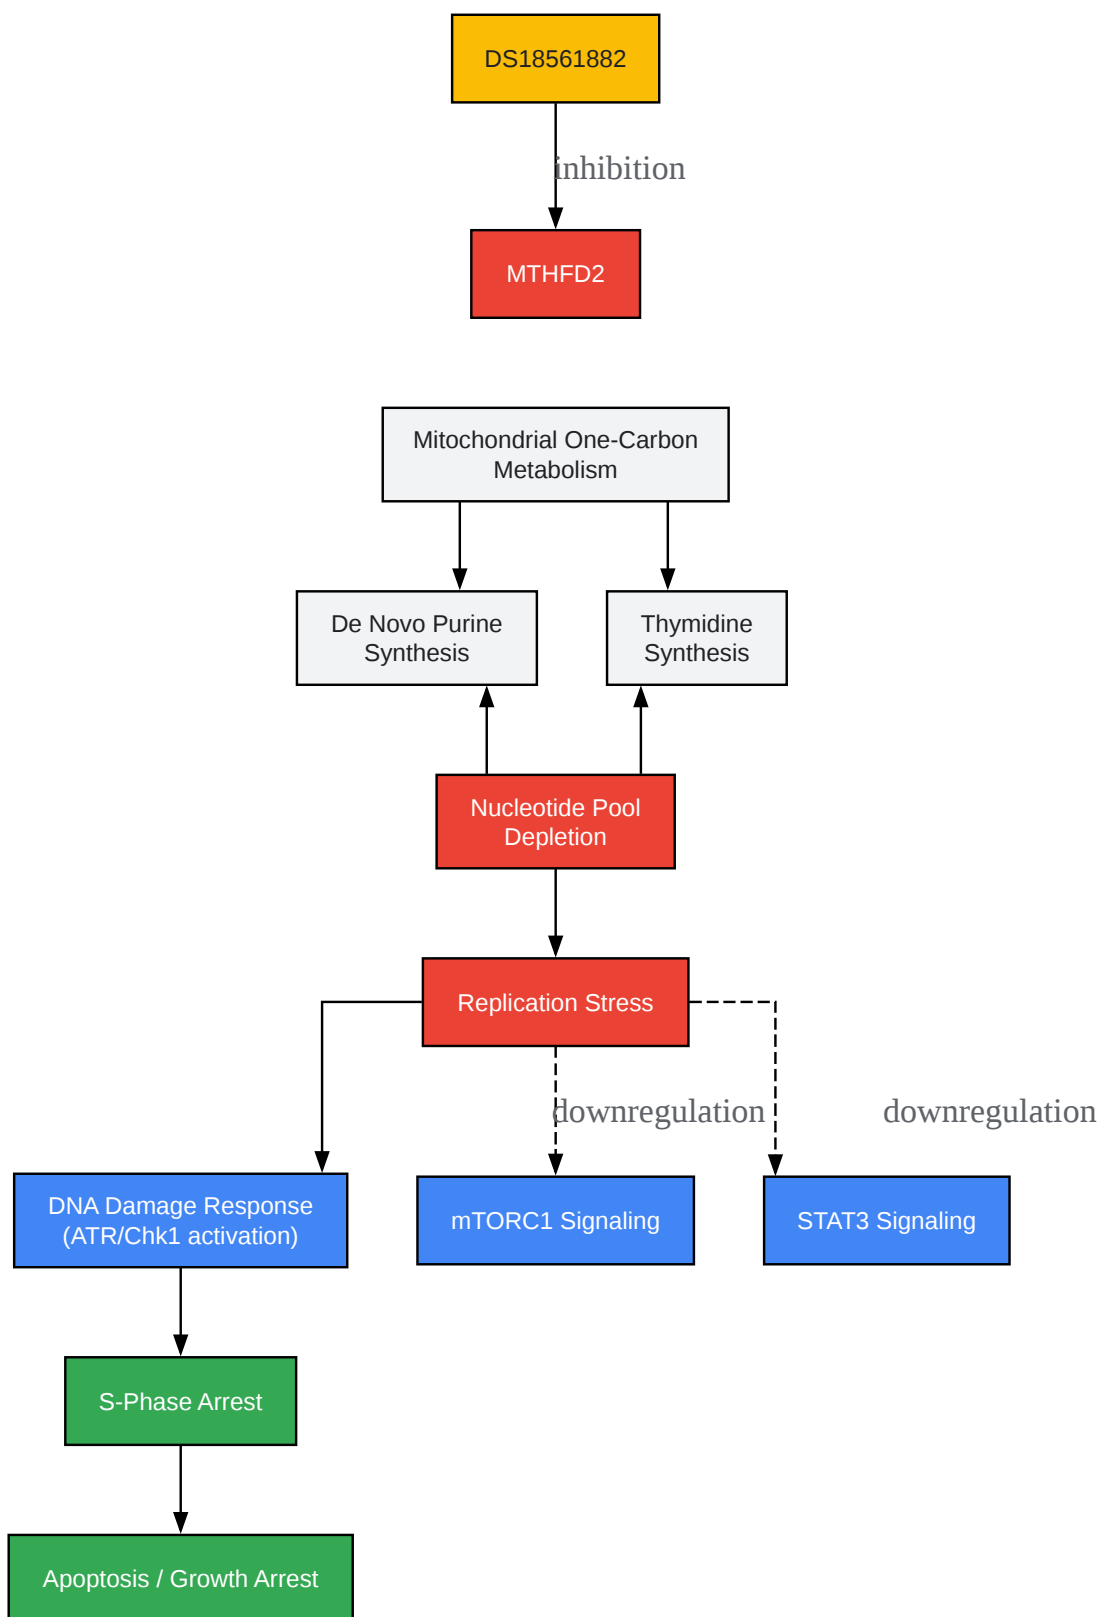 DS18561882
inhibition
MTHFD2
Mitochondrial One-Carbon
Metabolism
De Novo Purine
Synthesis
Thymidine
Synthesis
Nucleotide Pool
Depletion
Replication Stress
downregulation
downregulation
DNA Damage Response
(ATR/Chk1 activation)
mTORC1 Signaling
STAT3 Signaling
S-Phase Arrest
Apoptosis / Growth Arrest